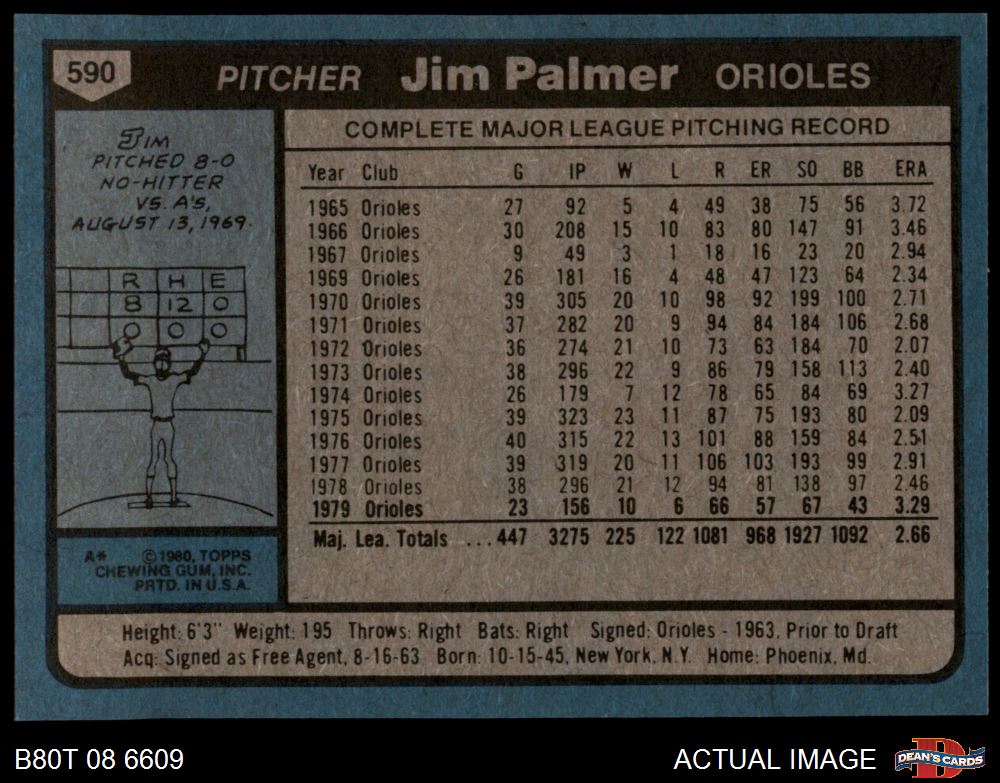 590 PITCHER Jim Palmer ORIOLES
JIM
PITCHED 8-0
NO-HITTER
VS. A'S,
AUGUST 13, 1969.
R H E
8 12 0
0 0 0
A* ©1980, TOPPS
CHEWING GUM, INC.
PRTD. IN U.S.A.
COMPLETE MAJOR LEAGUE PITCHING RECORD
Year Club G IP W L R ER SO BB ERA
1965 Orioles 27 92 5 4 49 38 75 56 3.72
1966 Orioles 30 208 15 10 83 80 147 91 3.46
1967 Orioles 9 49 3 1 18 16 23 20 2.94
1969 Orioles 26 181 16 4 48 47 123 64 2.34
1970 Orioles 39 305 20 10 98 92 199 100 2.71
1971 Orioles 37 282 20 9 94 84 184 106 2.68
1972 Orioles 36 274 21 10 73 63 184 70 2.07
1973 Orioles 38 296 22 9 86 79 158 113 2.40
1974 Orioles 26 179 7 12 78 65 84 69 3.27
1975 Orioles 39 323 23 11 87 75 193 80 2.09
1976 Orioles 40 315 22 13 101 88 159 84 2.51
1977 Orioles 39 319 20 11 106 103 193 99 2.91
1978 Orioles 38 296 21 12 94 81 138 97 2.46
1979 Orioles 23 156 10 6 66 57 67 43 3.29
Maj. Lea. Totals ...447 3275 225 122 1081 968 1927 1092 2.66
Height: 6'3" Weight: 195 Throws: Right Bats: Right Signed: Orioles - 1963, Prior to Draft
Acq: Signed as Free Agent, 8-16-63 Born: 10-15-45, New York, N.Y. Home: Phoenix, Md.
B80T 08 6609 ACTUAL IMAGE D DEAN'S CARDS